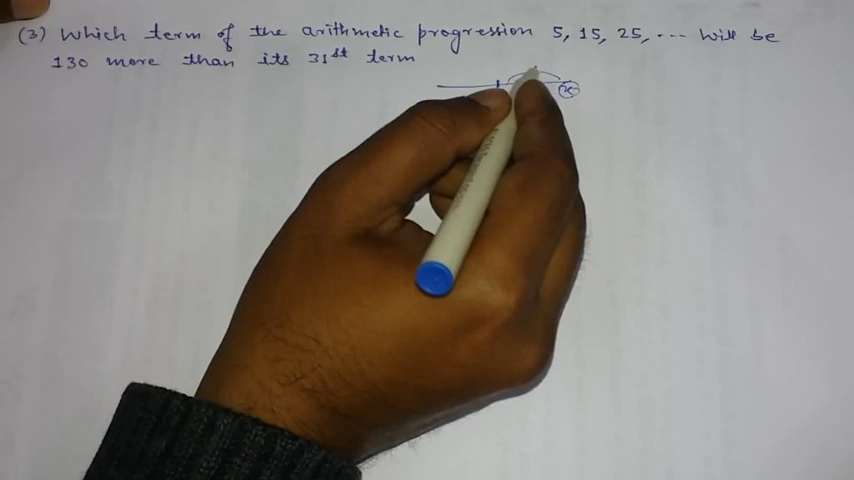 (3) Which term of the arithmetic progression 5, 15, 25, ... will be
130 more than its 31st term
x